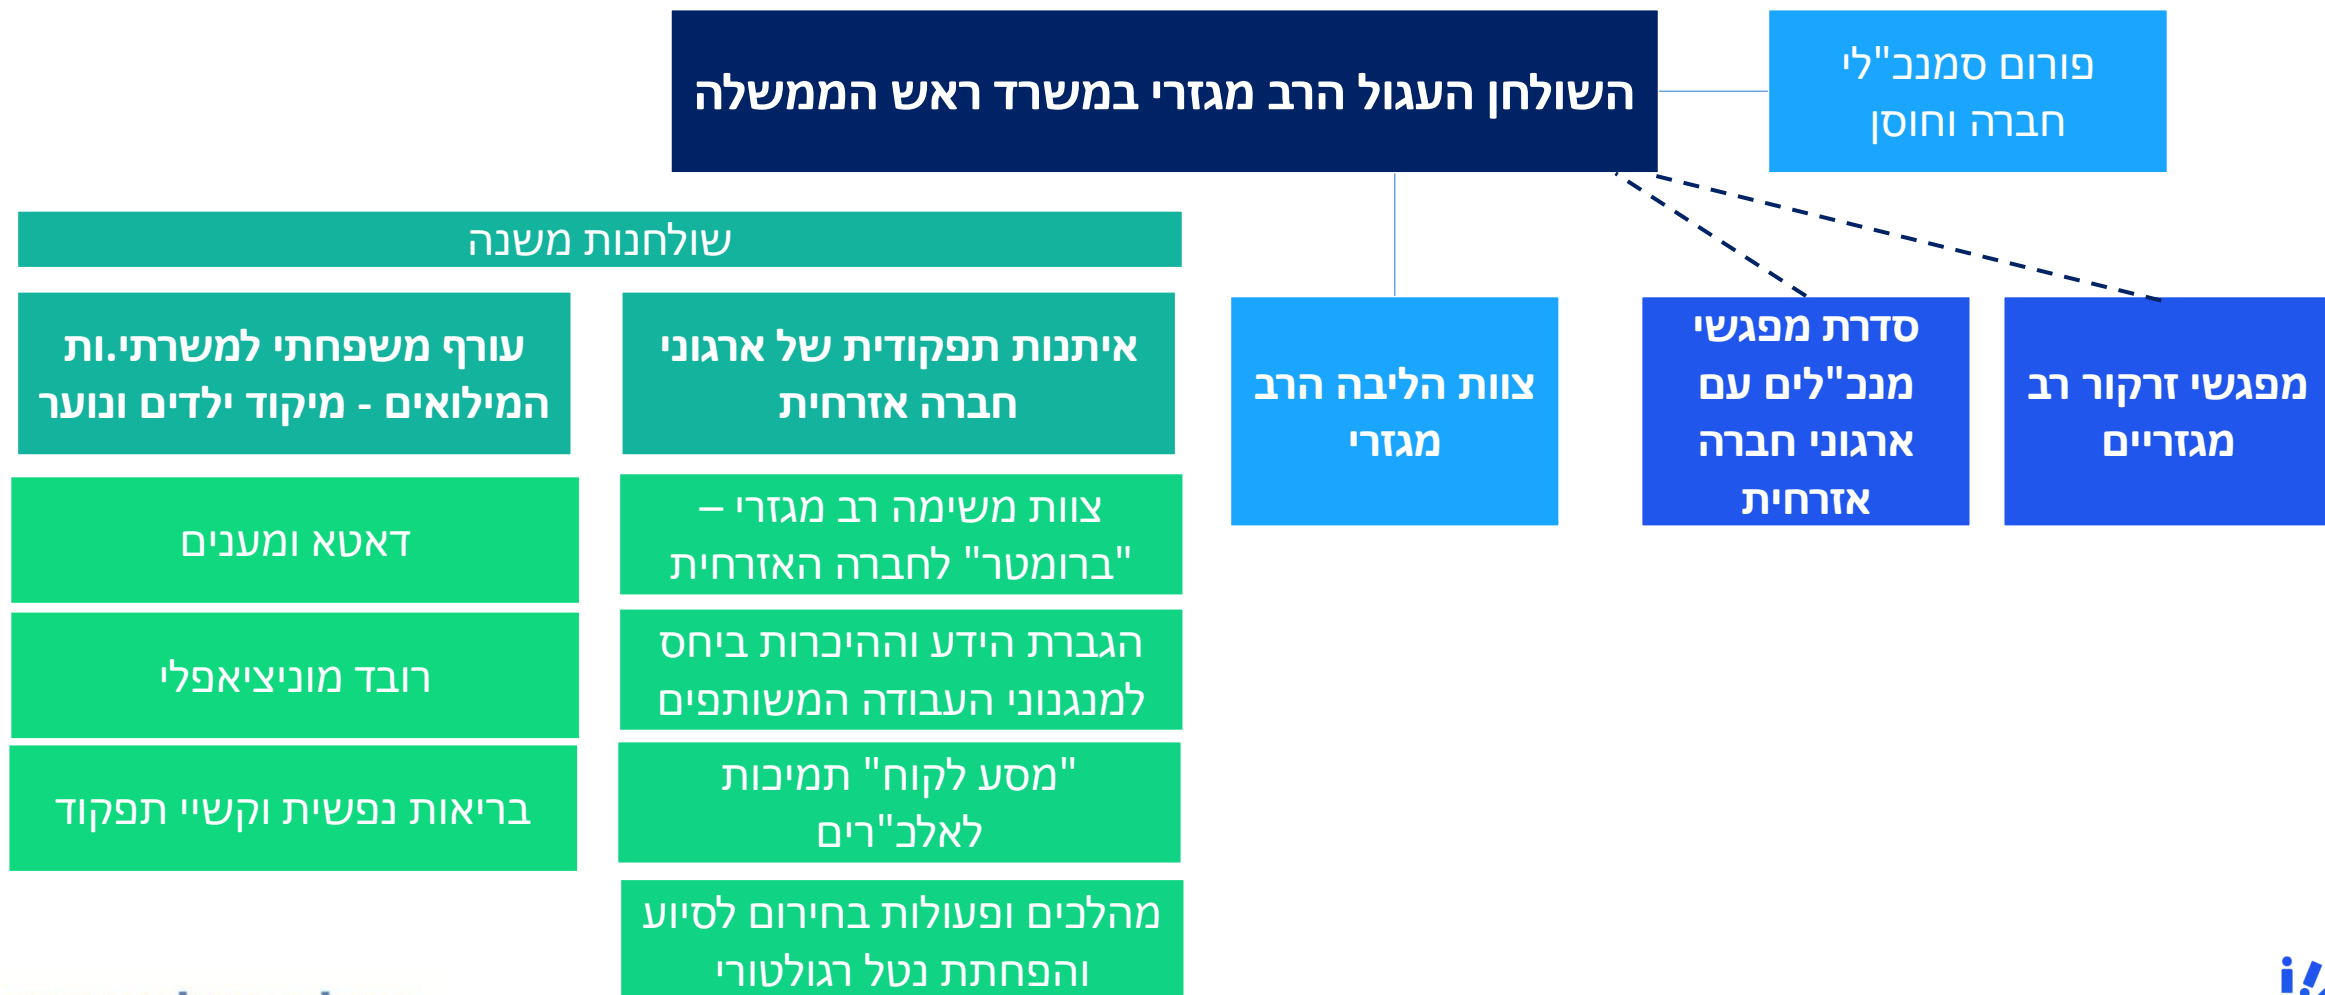 השולחן העגול הרב מגזרי במשרד ראש הממשלה
פורום סמנכ"לי
חברה וחוסן
מפגשי זרקור רב
מגזריים
סדרת מפגשי
מנכ"לים עם
ארגוני חברה
אזרחית
צוות הליבה הרב
מגזרי
שולחנות משנה
איתנות תפקודית של ארגוני
חברה אזרחית
צוות משימה רב מגזרי –
"ברומטר" לחברה האזרחית
הגברת הידע וההיכרות ביחס
למנגנוני העבודה המשותפים
"מסע לקוח" תמיכות
לאלכ"רים
מהלכים ופעולות בחירום לסיוע
והפחתת נטל רגולטורי
עורף משפחתי למשרתי.ות
המילואים - מיקוד ילדים ונוער
דאטא ומענים
רובד מוניציאפלי
בריאות נפשית וקשיי תפקוד